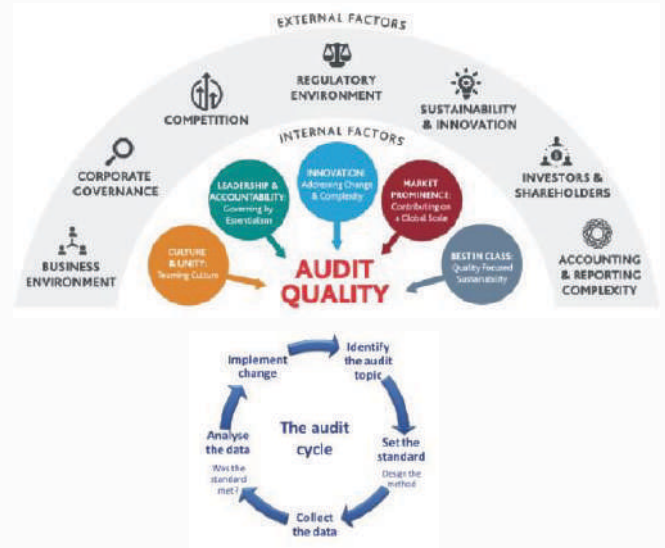 EXTERNAL FACTORS
REGULATORY
ENVIRONMENT
COMPETITION
SUSTAINABILITY
& INNOVATION
CORPORATE
GOVERNANCE
INVESTORS &
SHAREHOLDERS
BUSINESS
ENVIRONMENT
ACCOUNTING
& REPORTING
COMPLEXITY
INTERNAL FACTORS
CULTURE
& UNITY:
Teaming Culture
LEADERSHIP &
ACCOUNTABILITY:
Governing by
Essentialism
INNOVATION:
Addressing Change
& Complexity
MARKET
PROMINENCE:
Contributing on
a Global Scale
BEST IN CLASS:
Quality Focused
Sustainability
AUDIT
QUALITY
The audit
cycle
Identify
the audit
topic
Set the
standard
Design the
method
Collect
the data
Analyse
the data
Was the
standard
met?
Implement
change